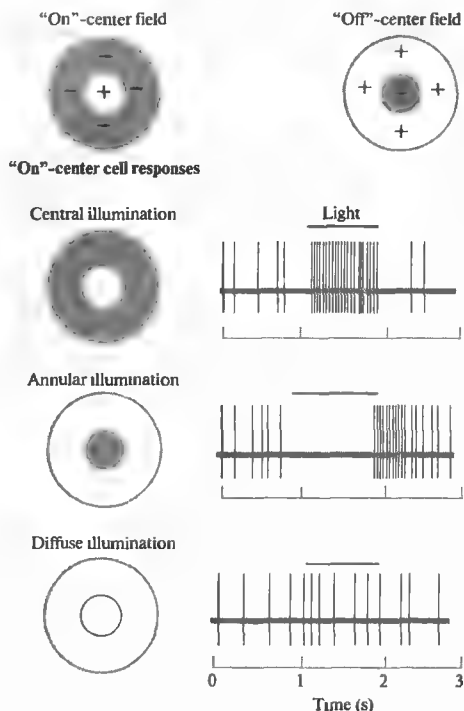 “On”-center field “Off”-center field
+ − − − −
+ + + + −
“On”-center cell responses
Central illumination Light
Annular illumination
Diffuse illumination
0 1 2 3
Time (s)